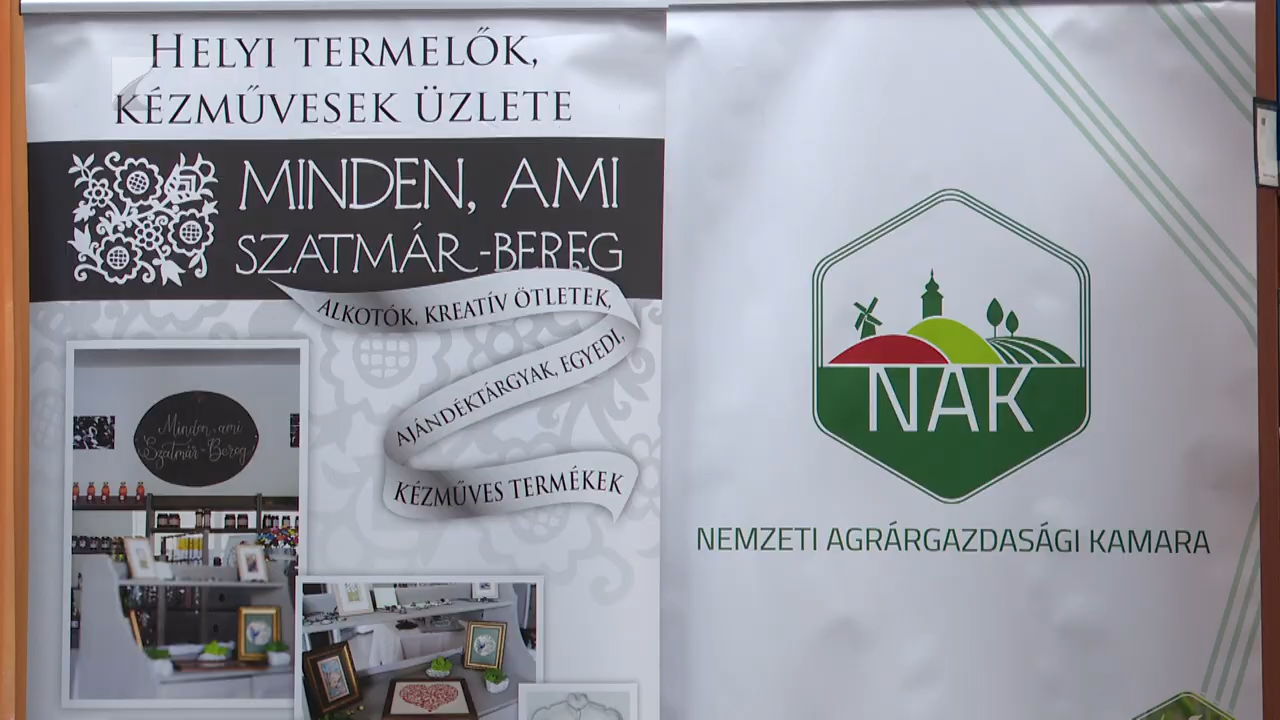 HELYI TERMELŐK,
KÉZMŰVESEK ÜZLETE
MINDEN, AMI
SZATMÁR-BEREG
ALKOTÓK, KREATÍV ÖTLETEK,
AJÁNDÉKTÁRGYAK, EGYEDI,
KÉZMŰVES TERMÉKEK
Minden ami
Szatmár-Bereg
NAK
NEMZETI AGRÁRGAZDASÁGI KAMARA